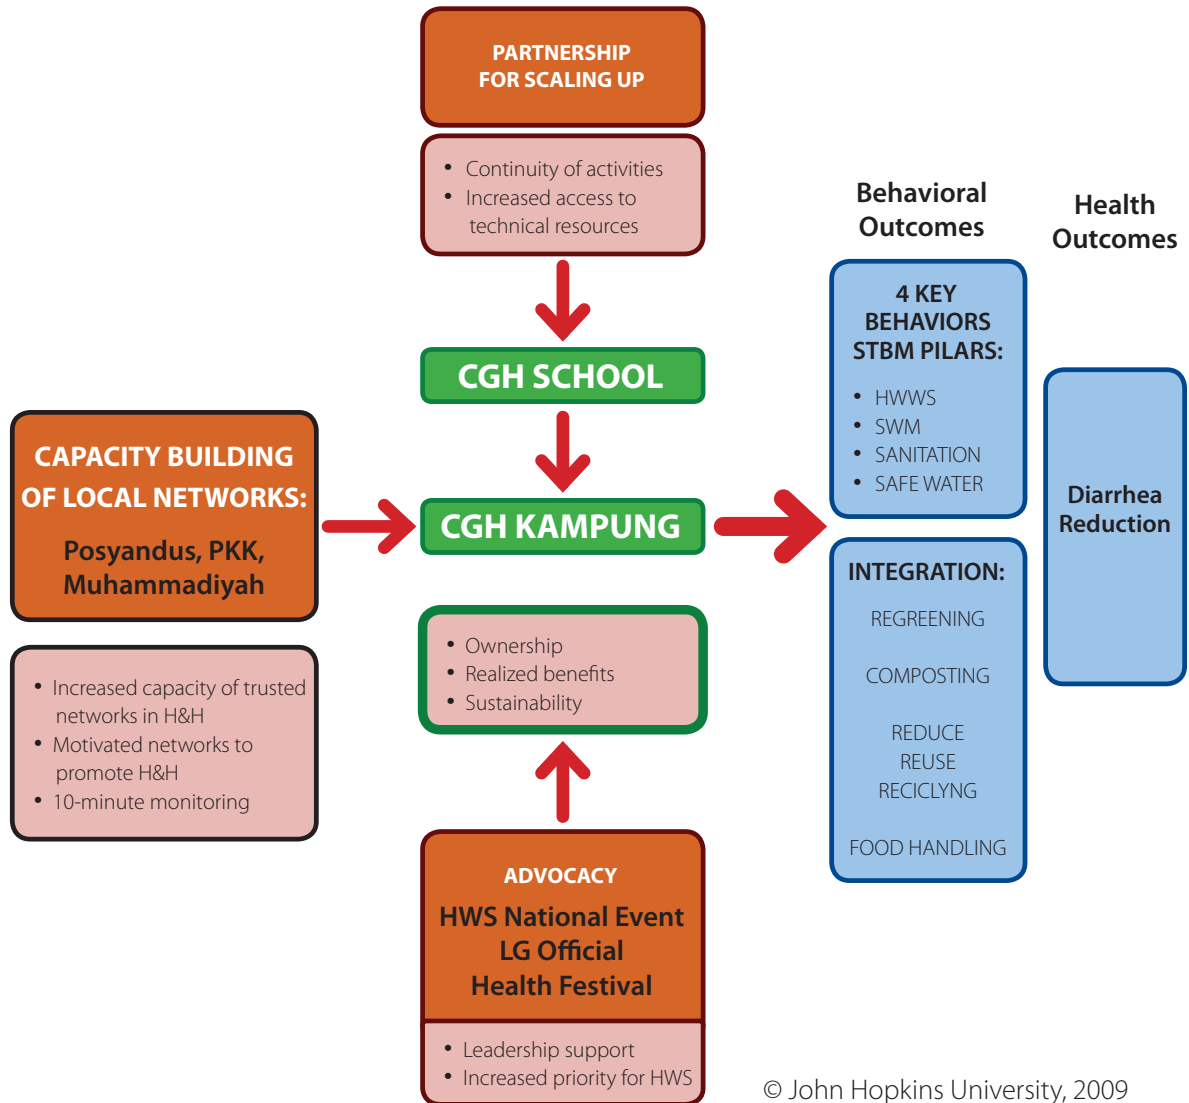 PARTNERSHIP
FOR SCALING UP
• Continuity of activities
• Increased access to
technical resources
CGH SCHOOL
CAPACITY BUILDING
OF LOCAL NETWORKS:
Posyandus, PKK,
Muhammadiyah
• Increased capacity of trusted
networks in H&H
• Motivated networks to
promote H&H
• 10-minute monitoring
CGH KAMPUNG
• Ownership
• Realized benefits
• Sustainability
ADVOCACY
HWS National Event
LG Official
Health Festival
• Leadership support
• Increased priority for HWS
Behavioral
Outcomes
4 KEY
BEHAVIORS
STBM PILARS:
• HWWS
• SWM
• SANITATION
• SAFE WATER
INTEGRATION:
REGREENING
COMPOSTING
REDUCE
REUSE
RECICLYNG
FOOD HANDLING
Health
Outcomes
Diarrhea
Reduction
© John Hopkins University, 2009